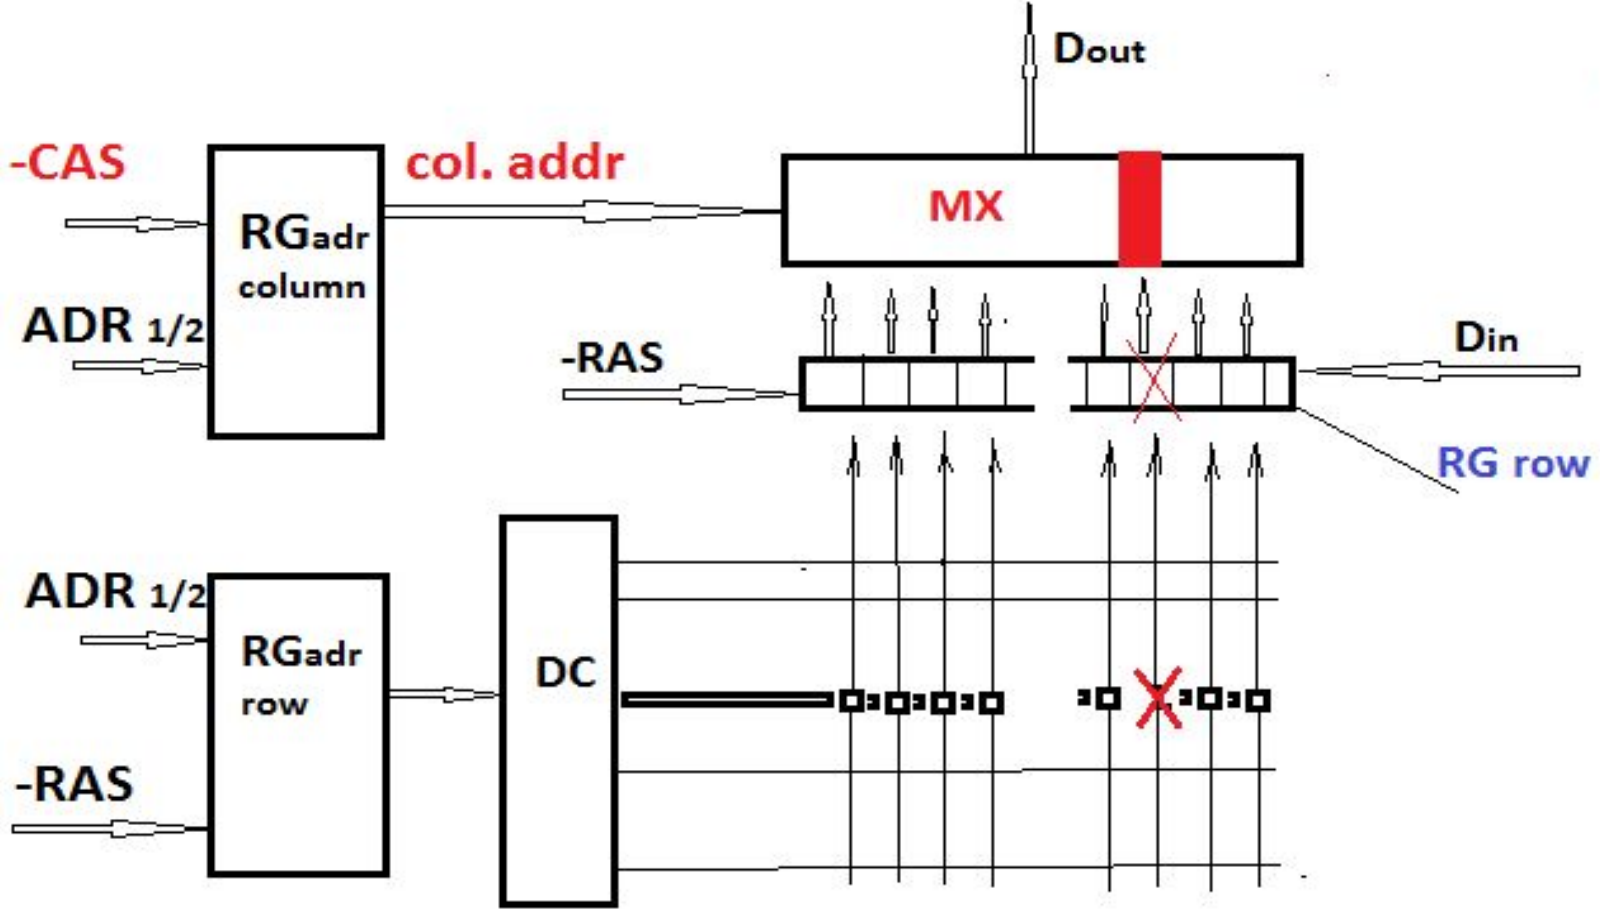 Dout
-CAS
col. addr
RGadr
column
MX
ADR 1/2
-RAS
Din
RG row
ADR 1/2
RGadr
row
DC
-RAS